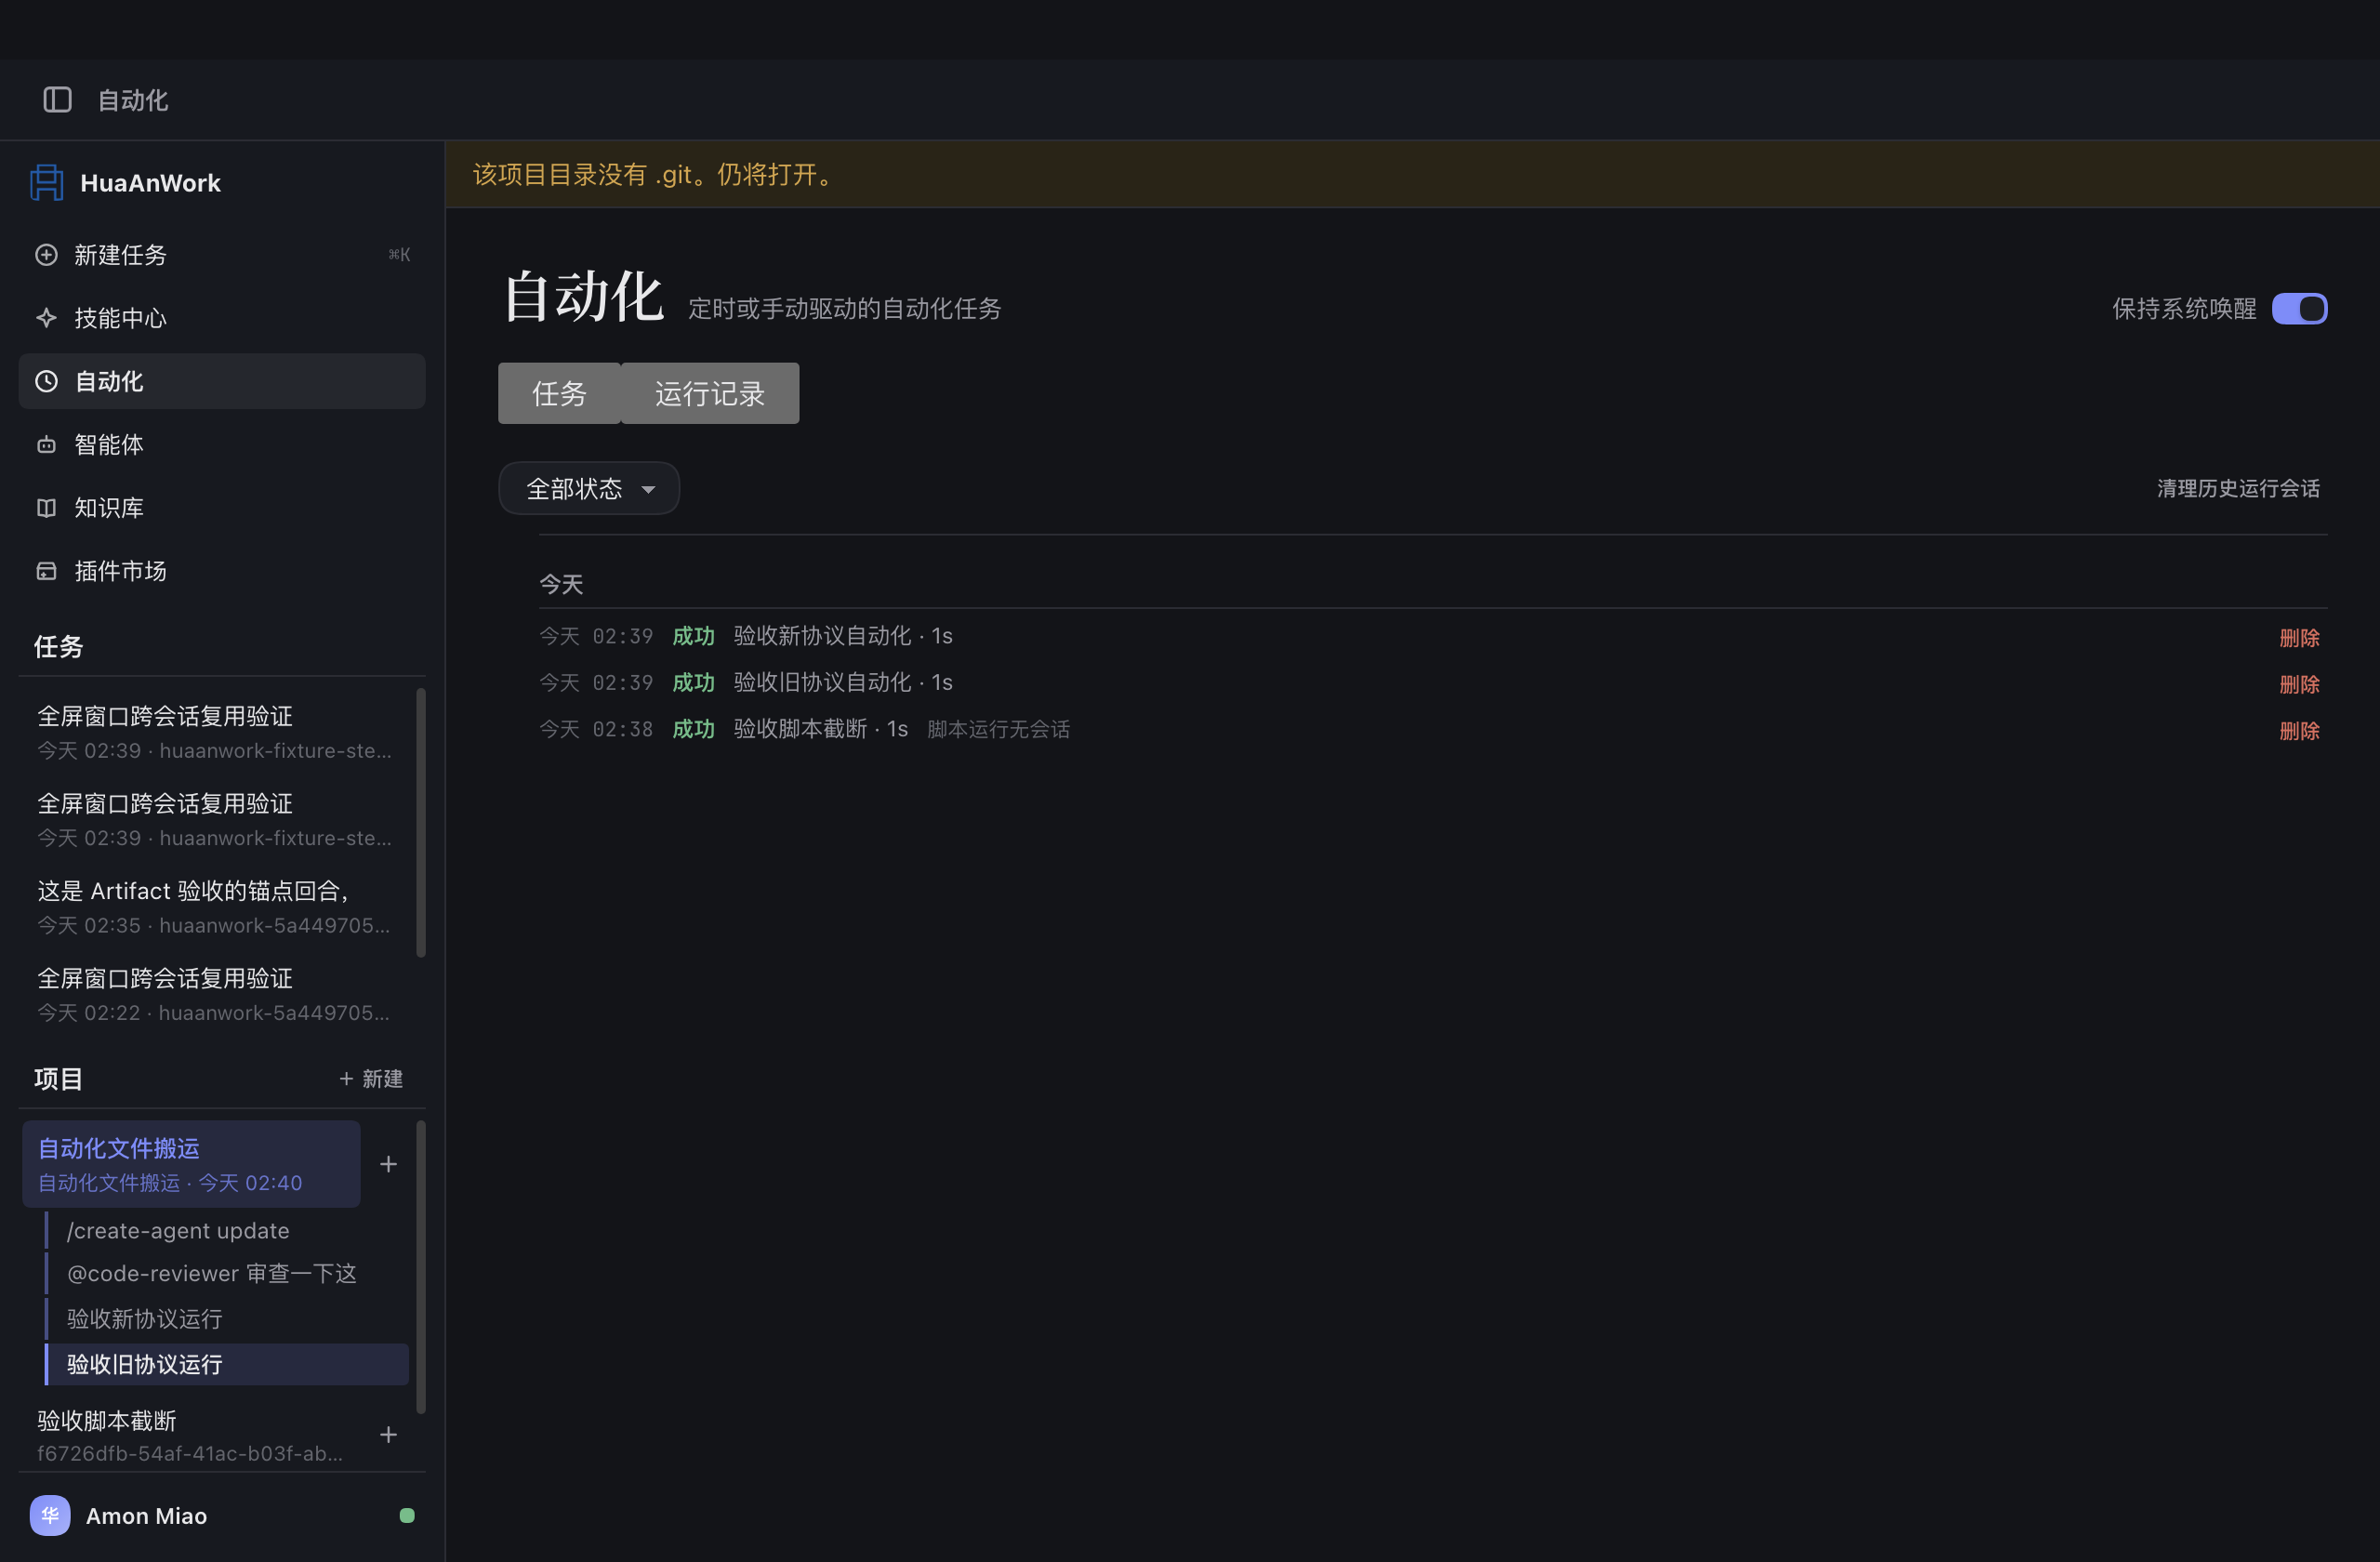 自动化
HuaAnWork
新建任务 ⌘K
技能中心
自动化
智能体
知识库
插件市场
任务
全屏窗口跨会话复用验证
今天 02:39 · huaanwork-fixture-ste...
全屏窗口跨会话复用验证
今天 02:39 · huaanwork-fixture-ste...
这是 Artifact 验收的锚点回合，
今天 02:35 · huaanwork-5a449705...
全屏窗口跨会话复用验证
今天 02:22 · huaanwork-5a449705...
项目 + 新建
自动化文件搬运 +
自动化文件搬运 · 今天 02:40
/create-agent update
@code-reviewer 审查一下这
验收新协议运行
验收旧协议运行
验收脚本截断 +
f6726dfb-54af-41ac-b03f-ab...
华 Amon Miao
该项目目录没有 .git。仍将打开。
自动化 定时或手动驱动的自动化任务 保持系统唤醒
任务 运行记录
全部状态 清理历史运行会话
今天
今天 02:39 成功 验收新协议自动化 · 1s 删除
今天 02:39 成功 验收旧协议自动化 · 1s 删除
今天 02:38 成功 验收脚本截断 · 1s 脚本运行无会话 删除